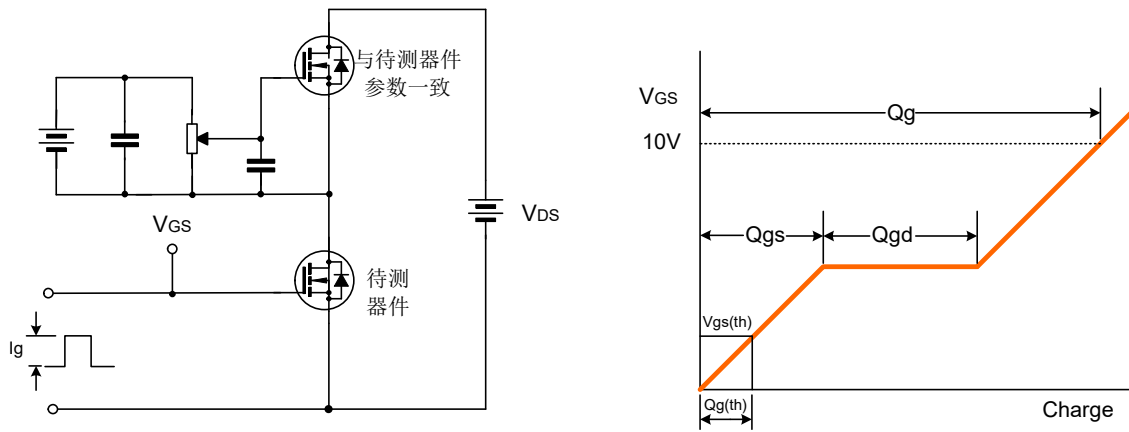 与待测器件
参数一致
VGS
VDS
待测
器件
Ig
VGS
10V
Qg
Qgs
Qgd
Vgs(th)
Qg(th)
Charge